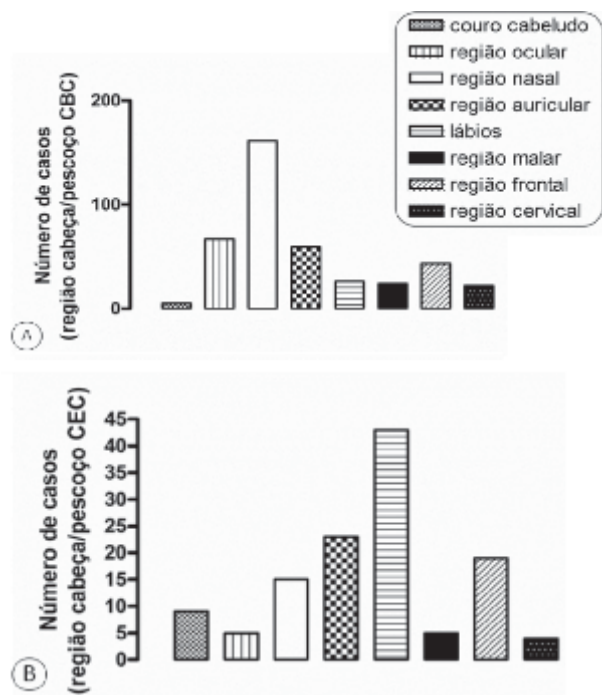 couro cabeludo
região ocular
região nasal
região auricular
lábios
região malar
região frontal
região cervical
Número de casos
(região cabeça/pescoço CBC)
200
100
0
A
Número de casos
(região cabeça/pescoço CEC)
45
40
35
30
25
20
15
10
5
0
B